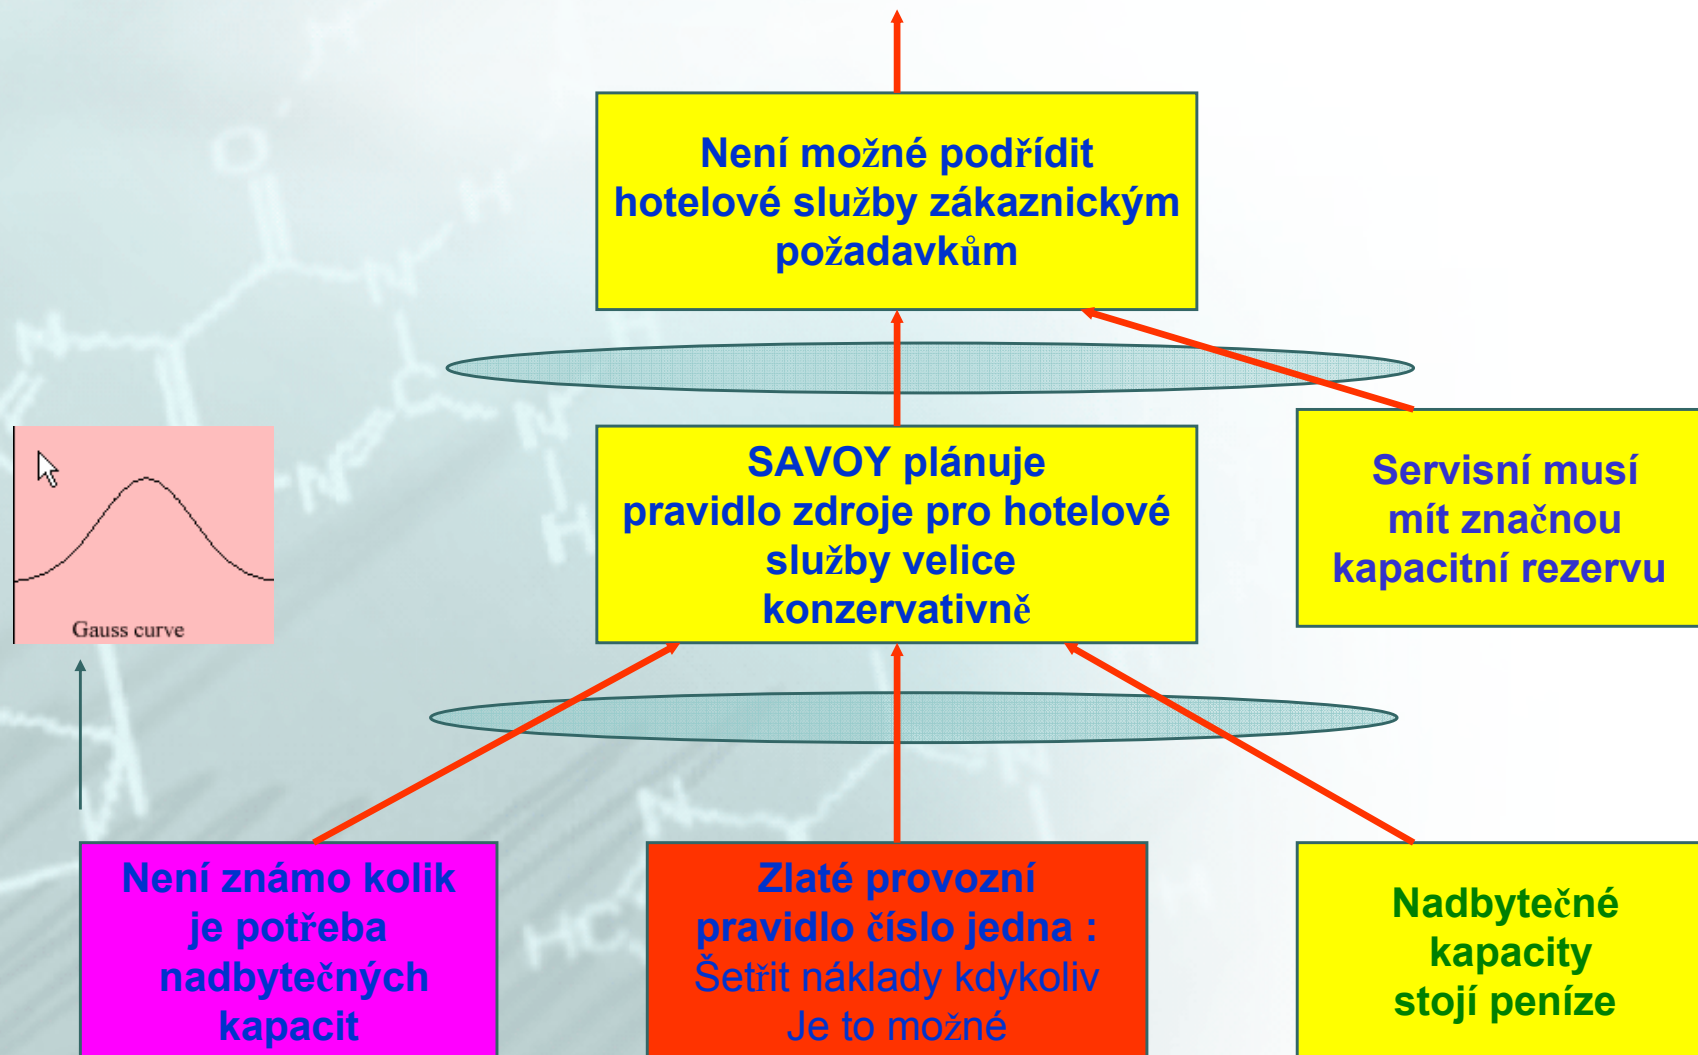 Není možné podřídit
hotelové služby zákaznickým
požadavkům
SAVOY plánuje
pravidlo zdroje pro hotelové
služby velice
konzervativně
Servisní musí
mít značnou
kapacitní rezervu
Gauss curve
Není známo kolik
je potřeba
nadbytečných
kapacit
Zlaté provozní
pravidlo číslo jedna :
Šetřit náklady kdykoliv
Je to možné
Nadbytečné
kapacity
stojí peníze